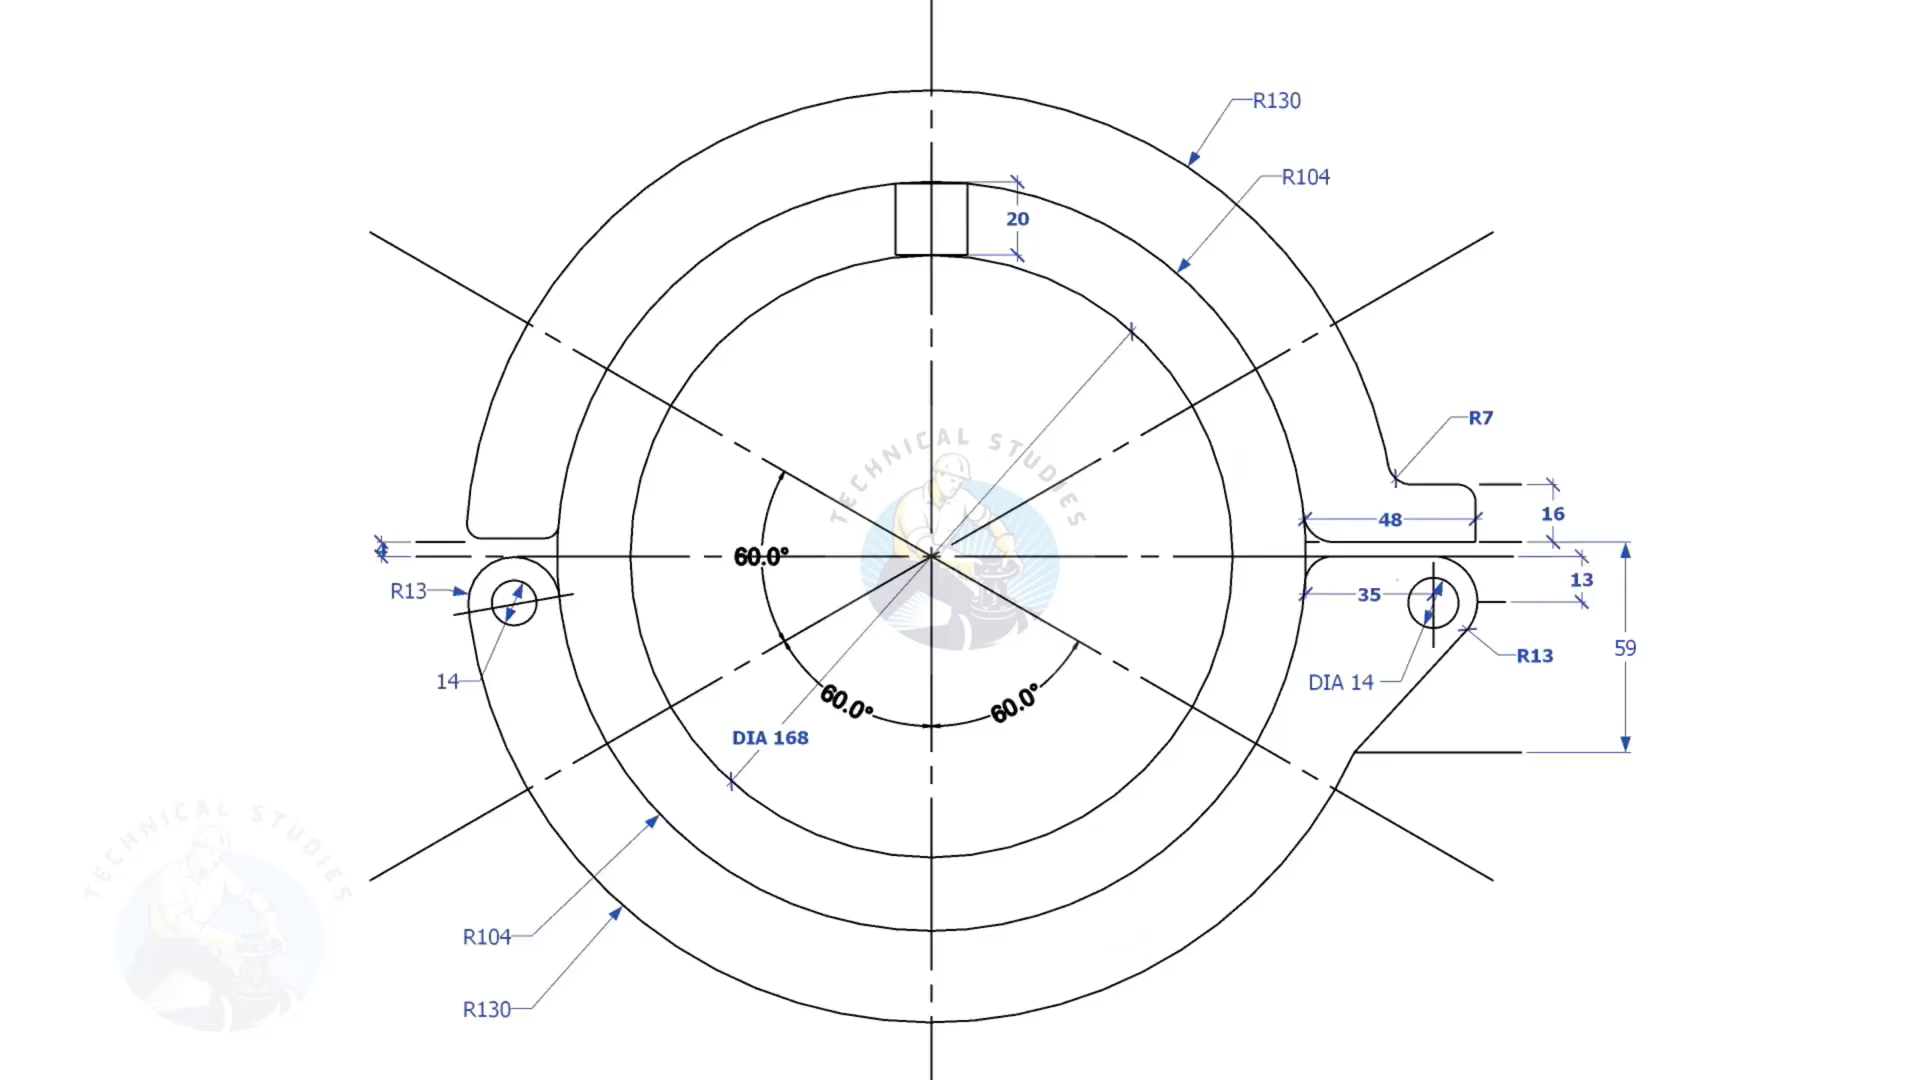 R130
R104
20
R7
TECHNICAL STUDIES
48
16
4
60.0°
13
R13
35
14
59
R13
DIA 14
60.0°
60.0°
DIA 168
TECHNICAL STUDIES
R104
R130